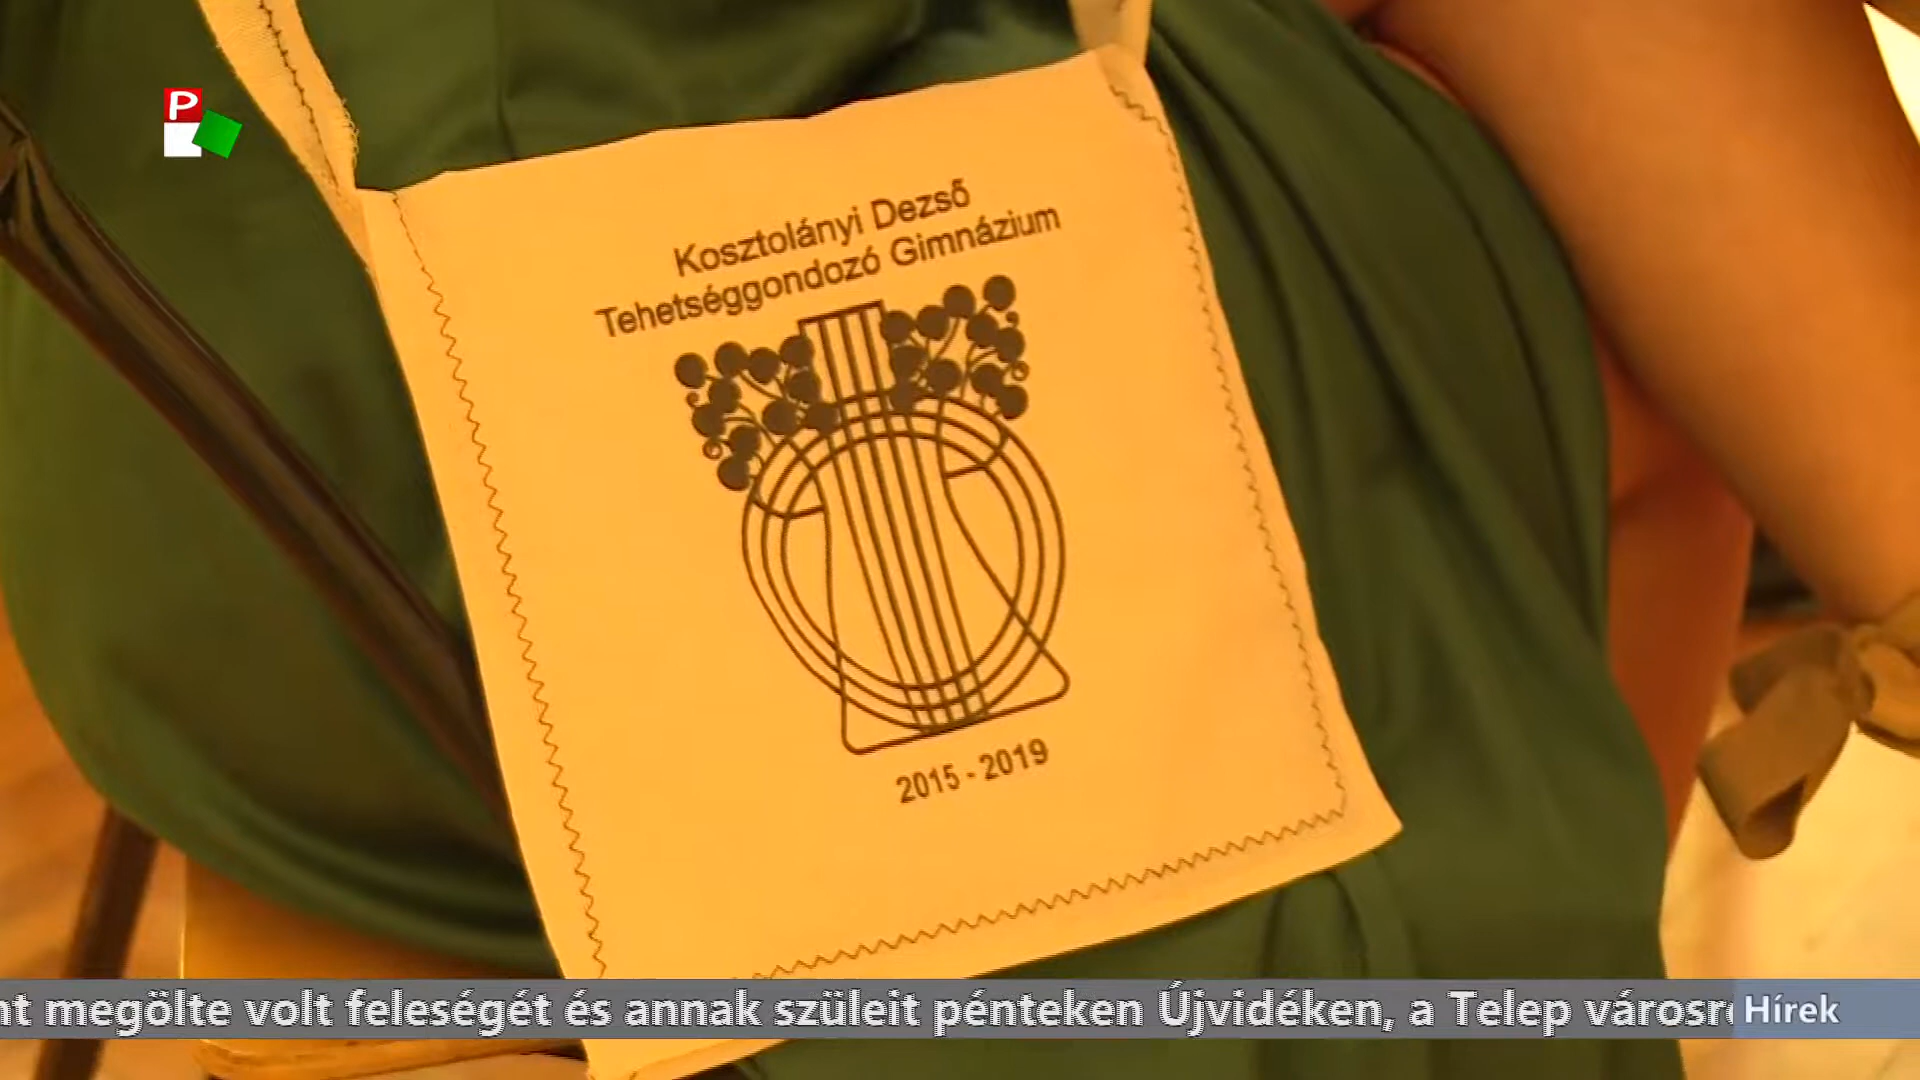 P
Kosztolányi Dezső
Tehetséggondozó Gimnázium
2015 - 2019
megölte volt feleségét és annak szüleit pénteken Újvidéken, a Telep
Hírek